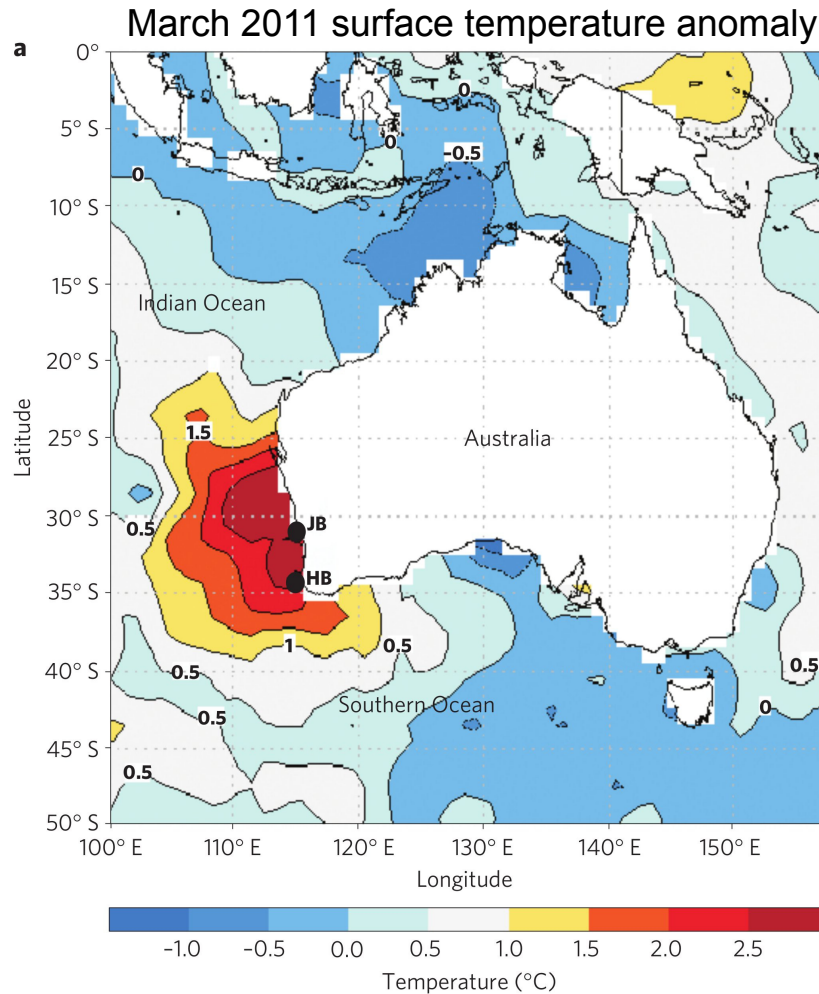 March 2011 surface temperature anomaly
a
0°
5° S
10° S
15° S
20° S
25° S
30° S
35° S
40° S
45° S
50° S
Latitude
0
0
0
–0.5
Indian Ocean
1.5
Australia
0.5
JB
HB
1
0.5
0.5
0.5
0.5
Southern Ocean
0
0.5
100° E 110° E 120° E 130° E 140° E 150° E
Longitude
–1.0 –0.5 0.0 0.5 1.0 1.5 2.0 2.5
Temperature (°C)